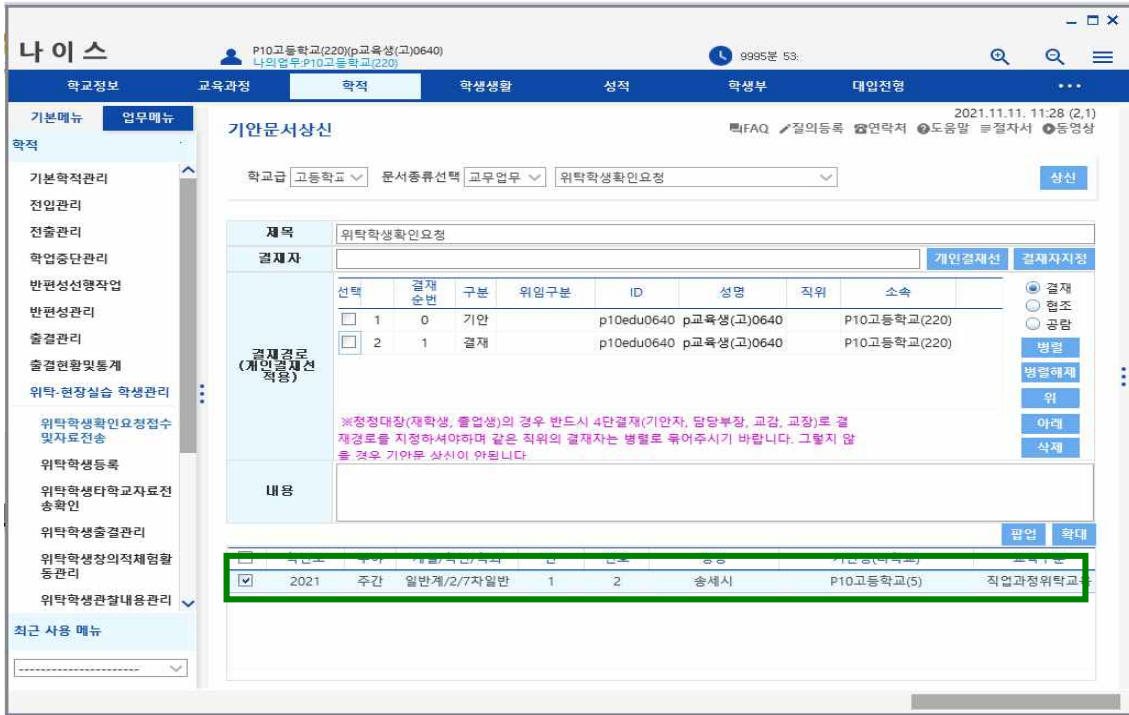 나이스
P10고등학교(220)(p교육생(고)0640)
나의업무:P10고등학교(220)
9995분 53:
학교정보 교육과정 학적 학생생활 성적 학생부 대입전형 •••
기본메뉴 업무메뉴
학적
기본학적관리
전입관리
전출관리
학업중단관리
반편성선행작업
반편성관리
출결관리
출결현황및통계
위탁-현장실습 학생관리
위탁학생확인요청접수
및자료전송
위탁학생등록
위탁학생타학교자료전
송확인
위탁학생출결관리
위탁학생창의적체험활
동관리
위탁학생관찰내용관리
최근 사용 메뉴
----------------------
2021.11.11. 11:28 (2,1)
기안문서상신
FAQ 질의등록 연락처 도움말 절차서 동영상
학교급 고등학교 문서종류선택 교무업무 위탁학생확인요청 상신
제목 위탁학생확인요청
결재자 개인결재선 결재자지정
결재경로
(개인결재선
적용)
선택 결재
순번 구분 위임구분 ID 성명 직위 소속
1 0 기안 p10edu0640 p교육생(고)0640 P10고등학교(220)
2 1 결재 p10edu0640 p교육생(고)0640 P10고등학교(220)
※정정대장(재학생, 졸업생)의 경우 반드시 4단결재(기안자, 담당부장, 교감, 교장)로 결
재경로를 지정하셔야하며 같은 직위의 결재자는 병렬로 묶어주시기 바랍니다. 그렇지 않
을 경우 기안문 상신이 안됩니다
결재
협조
공람
병렬
병렬해제
위
아래
삭제
내용
팝업 확대
2021 주간 일반계/2/7차일반 1 2 송세시 P10고등학교(5) 직업과정위탁교육